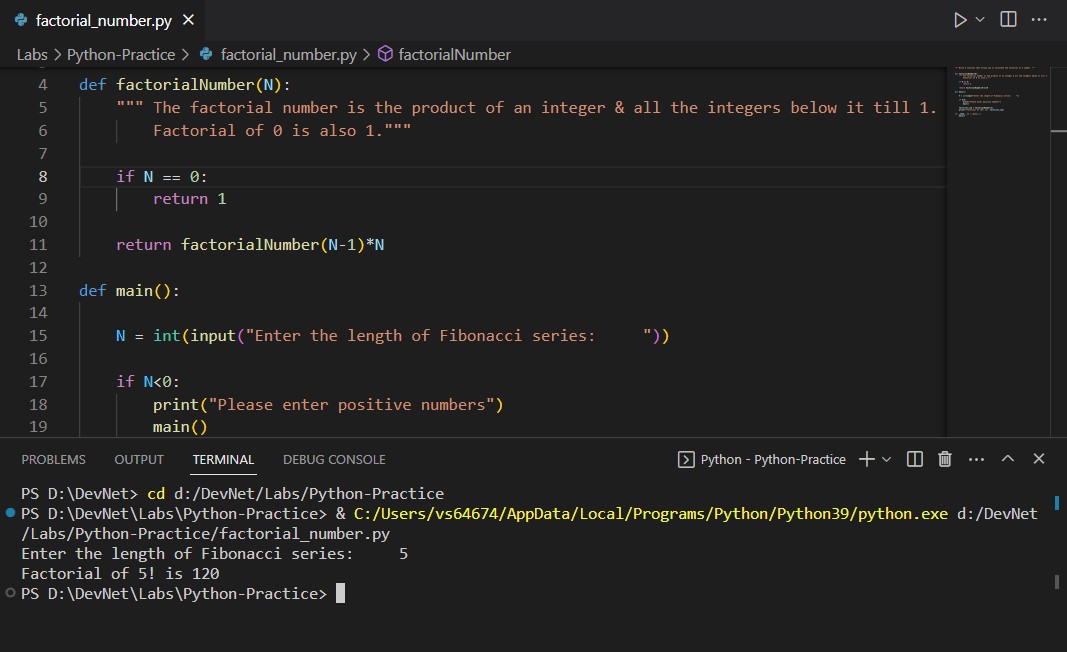 factorial_number.py
Labs > Python-Practice > factorial_number.py > factorialNumber
4 def factorialNumber(N):
5     """ The factorial number is the product of an integer & all the integers below it till 1.
6         Factorial of 0 is also 1."""
7
8     if N == 0:
9         return 1
10
11     return factorialNumber(N-1)*N
12
13 def main():
14
15     N = int(input("Enter the length of Fibonacci series:     "))
16
17     if N<0:
18         print("Please enter positive numbers")
19         main()
PROBLEMS OUTPUT TERMINAL DEBUG CONSOLE Python - Python-Practice
PS D:\DevNet> cd d:/DevNet/Labs/Python-Practice
PS D:\DevNet\Labs\Python-Practice> & C:/Users/vs64674/AppData/Local/Programs/Python/Python39/python.exe d:/DevNet
/Labs/Python-Practice/factorial_number.py
Enter the length of Fibonacci series:     5
Factorial of 5! is 120
PS D:\DevNet\Labs\Python-Practice>